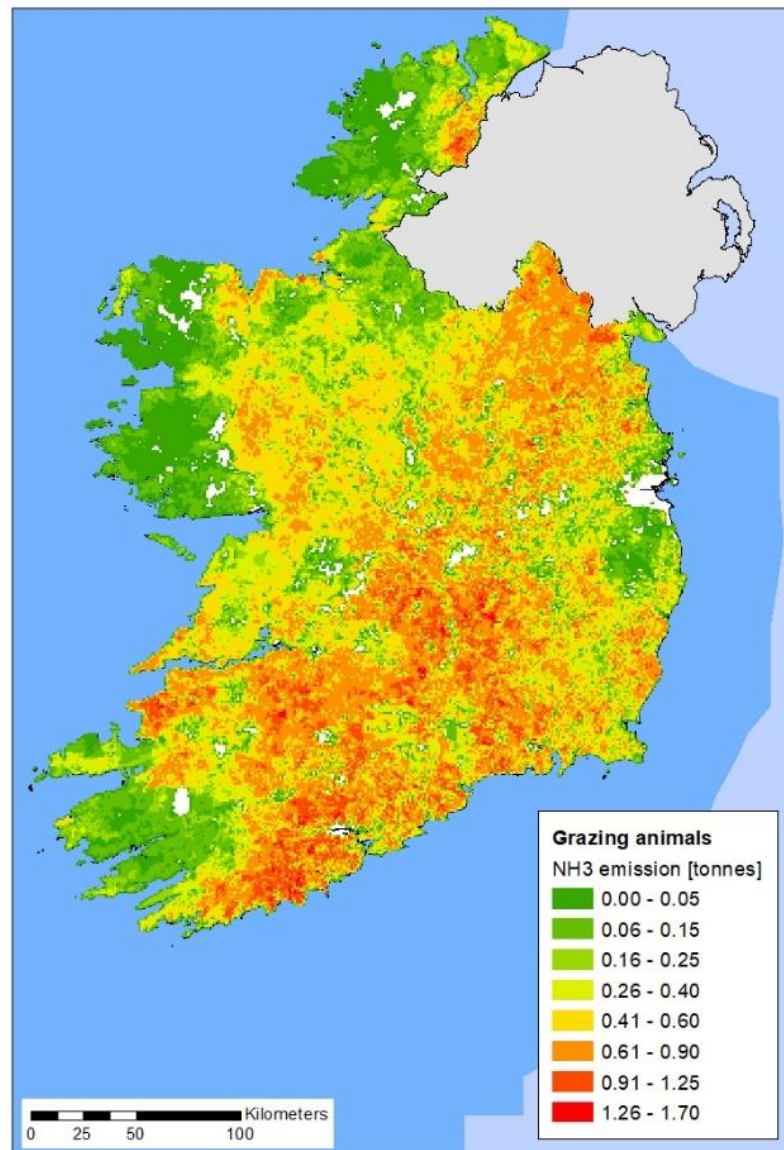 Grazing animals
NH3 emission [tonnes]
0.00 - 0.05
0.06 - 0.15
0.16 - 0.25
0.26 - 0.40
0.41 - 0.60
0.61 - 0.90
0.91 - 1.25
1.26 - 1.70
Kilometers
0 25 50 100